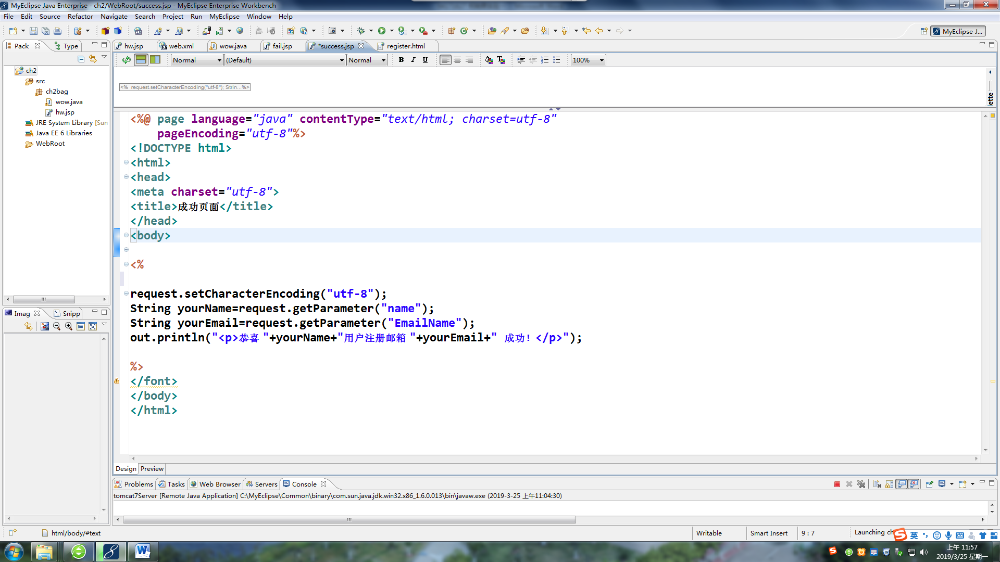 MyEclipse Java Enterprise - ch2/WebRoot/success.jsp - MyEclipse Enterprise Workbench
File Edit Source Refactor Navigate Search Project Run MyEclipse Window Help
MyEclipse J...
Pack Type
hw.jsp web.xml wow.java fail.jsp *success.jsp register.html
Normal (Default) Normal B I U 100%
ch2
src
ch2bag
wow.java
hw.jsp
JRE System Library [Sun
Java EE 6 Libraries
WebRoot
<% request.setCharacterEncoding("utf-8"); Strin...%>
lette
<%@ page language="java" contentType="text/html; charset=utf-8"
pageEncoding="utf-8"%>
<!DOCTYPE html>
<html>
<head>
<meta charset="utf-8">
<title>成功页面</title>
</head>
<body>
<%
request.setCharacterEncoding("utf-8");
String yourName=request.getParameter("name");
String yourEmail=request.getParameter("EmailName");
out.println("<p>恭喜 "+yourName+"用户注册邮箱 "+yourEmail+" 成功! </p>");
%>
</font>
</body>
</html>
Imag Snipp
Design Preview
Problems Tasks Web Browser Servers Console
tomcat7Server [Remote Java Application] C:\MyEclipse\Common\binary\com.sun.java.jdk.win32.x86_1.6.0.013\bin\javaw.exe (2019-3-25 上午11:04:30)
html/body/#text Writable Smart Insert 9 : 7 Launching ch
英
上午 11:57
2019/3/25 星期一